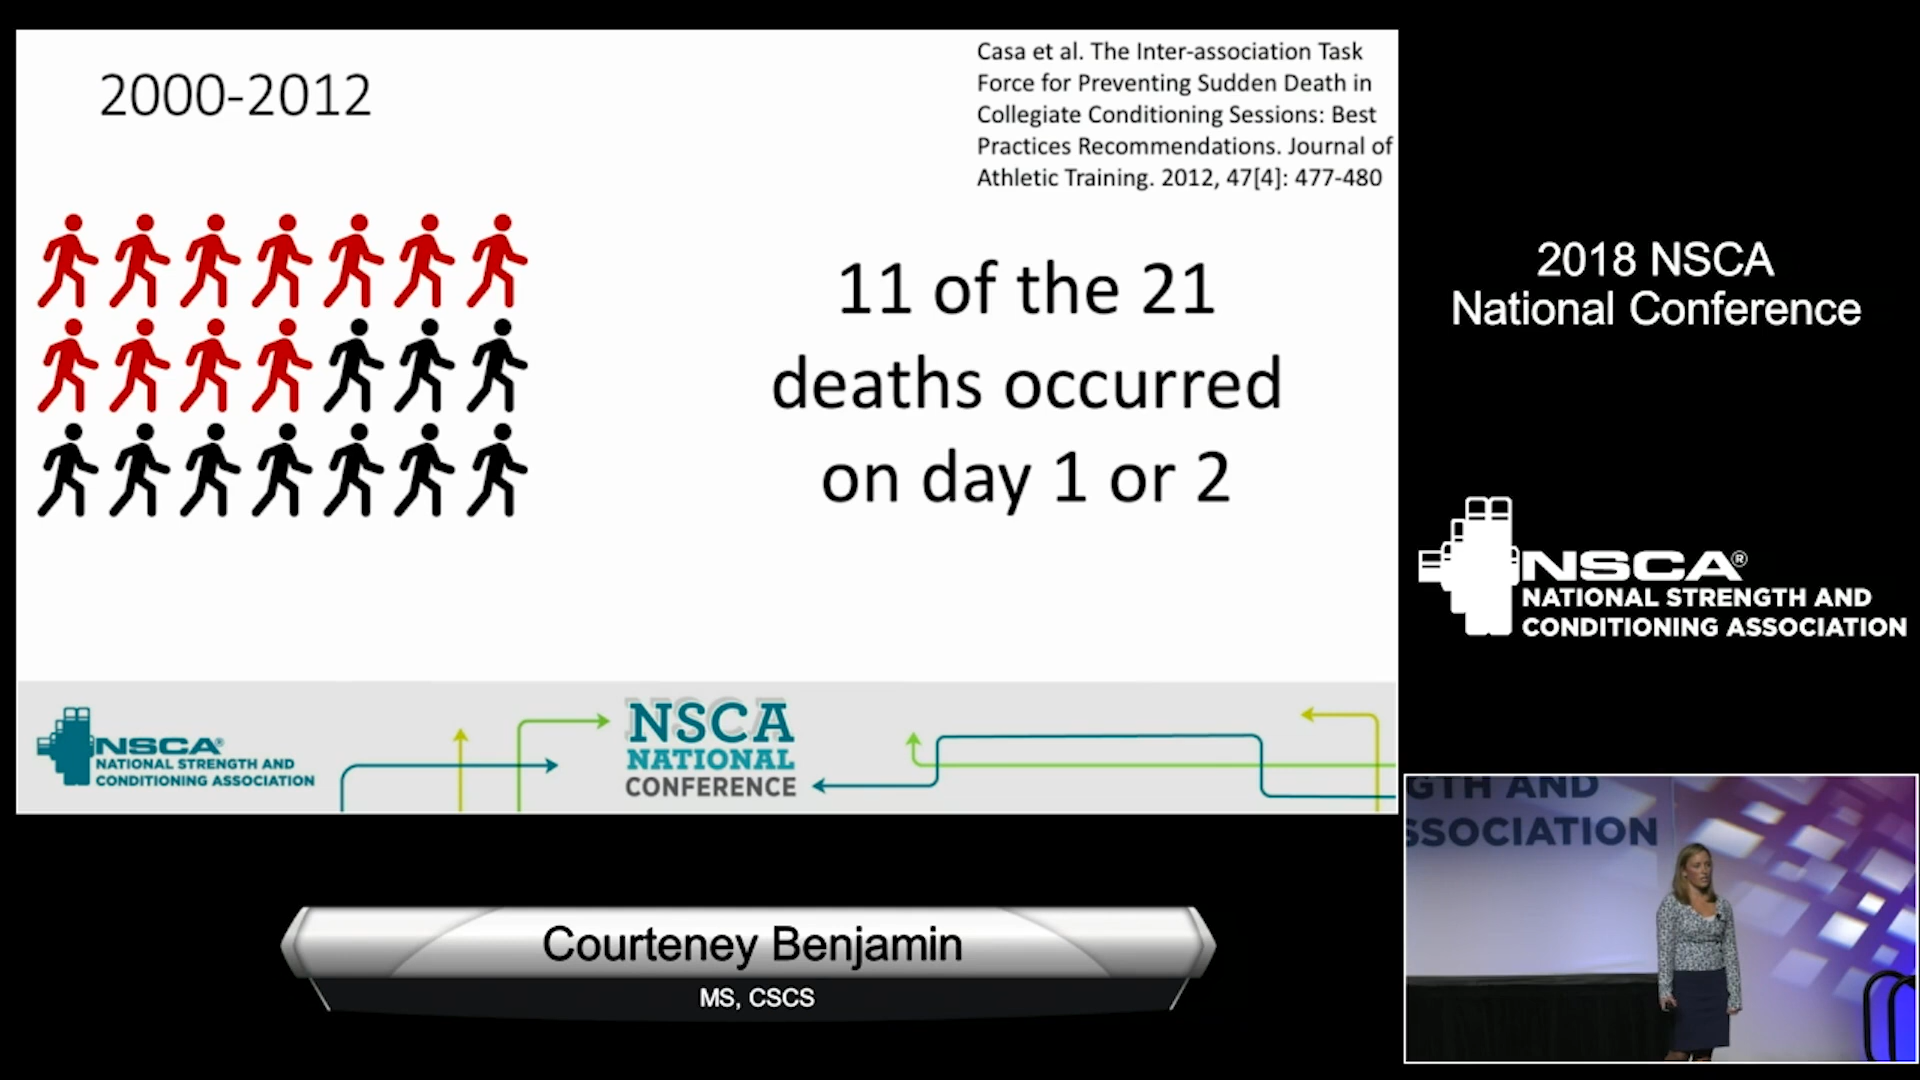 2000-2012
Casa et al. The Inter-association Task
Force for Preventing Sudden Death in
Collegiate Conditioning Sessions: Best
Practices Recommendations. Journal of
Athletic Training. 2012, 47[4]: 477-480
11 of the 21
deaths occurred
on day 1 or 2
NSCA®
NATIONAL STRENGTH AND
CONDITIONING ASSOCIATION
NSCA
NATIONAL
CONFERENCE
2018 NSCA
National Conference
NSCA®
NATIONAL STRENGTH AND
CONDITIONING ASSOCIATION
GTH AND
SSOCIATION
Courteney Benjamin
MS, CSCS